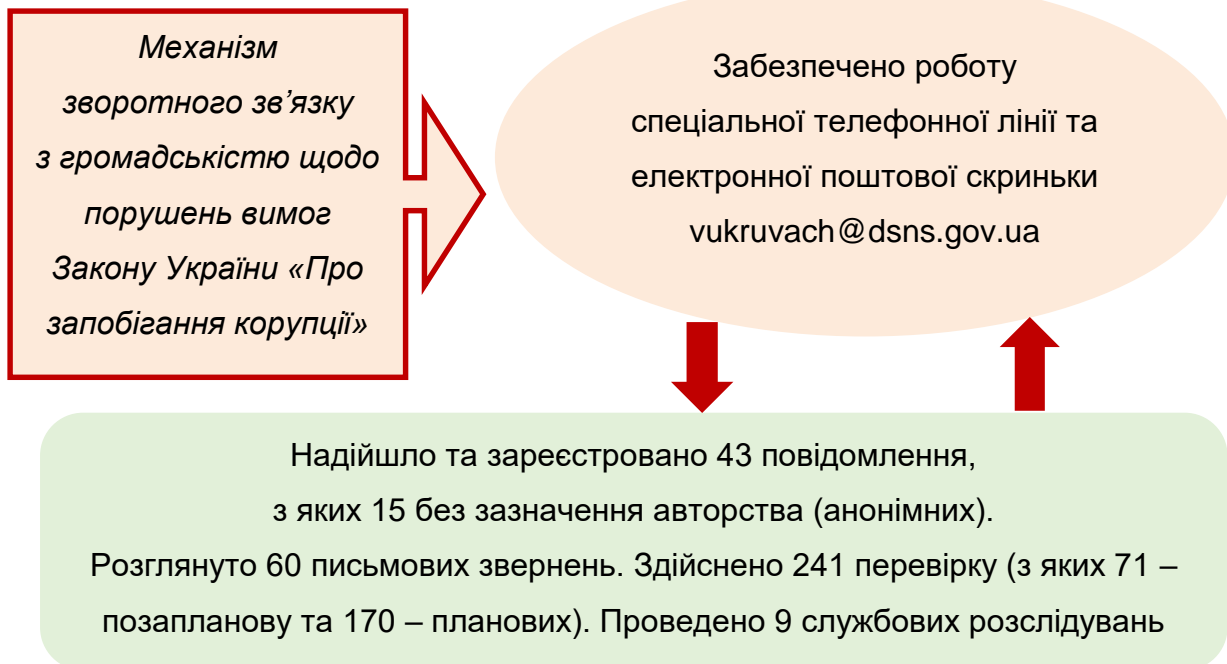 Механізм
зворотного зв’язку
з громадськістю щодо
порушень вимог
Закону України «Про
запобігання корупції»
Забезпечено роботу
спеціальної телефонної лінії та
електронної поштової скриньки
vukruvach@dsns.gov.ua
Надійшло та зареєстровано 43 повідомлення,
з яких 15 без зазначення авторства (анонімних).
Розглянуто 60 письмових звернень. Здійснено 241 перевірку (з яких 71 –
позапланову та 170 – планових). Проведено 9 службових розслідувань